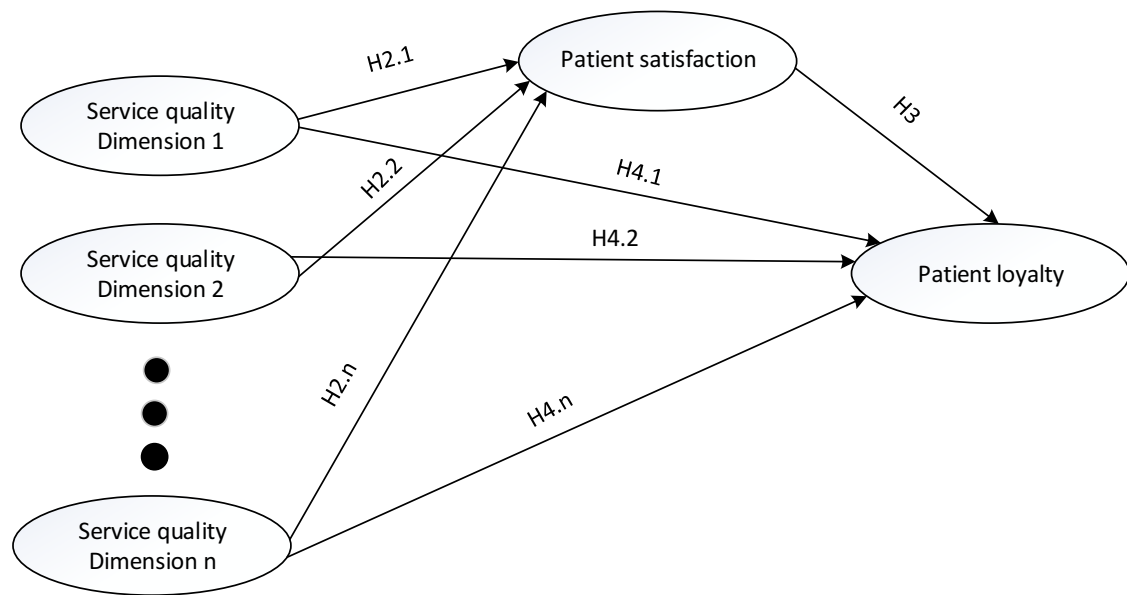 Patient satisfaction
H2.1
H3
Service quality
Dimension 1
H4.1
H2.2
H4.2
Service quality
Dimension 2
Patient loyalty
H2.n
H4.n
Service quality
Dimension n